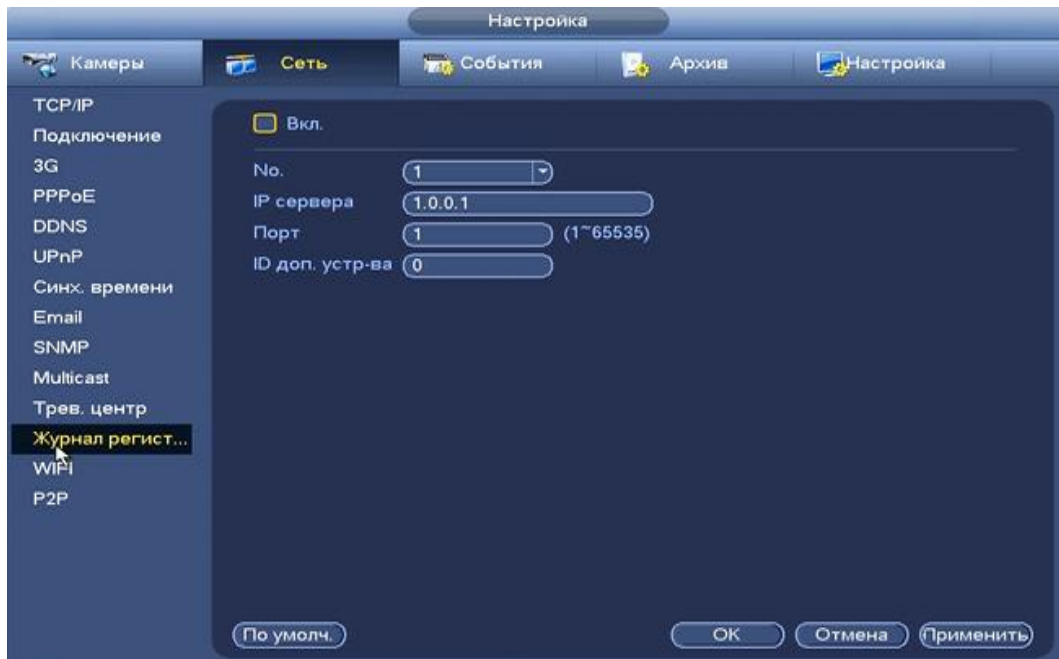 Настройка
Камеры
Сеть
События
Архив
Настройка
TCP/IP
Подключение
3G
PPPoE
DDNS
UPnP
Синх. времени
Email
SNMP
Multicast
Трев. центр
Журнал регист...
WIFI
P2P
Вкл.
No. 1
IP сервера 1.0.0.1
Порт 1 (1~65535)
ID доп. устр-ва 0
По умолч. OK Отмена Применить